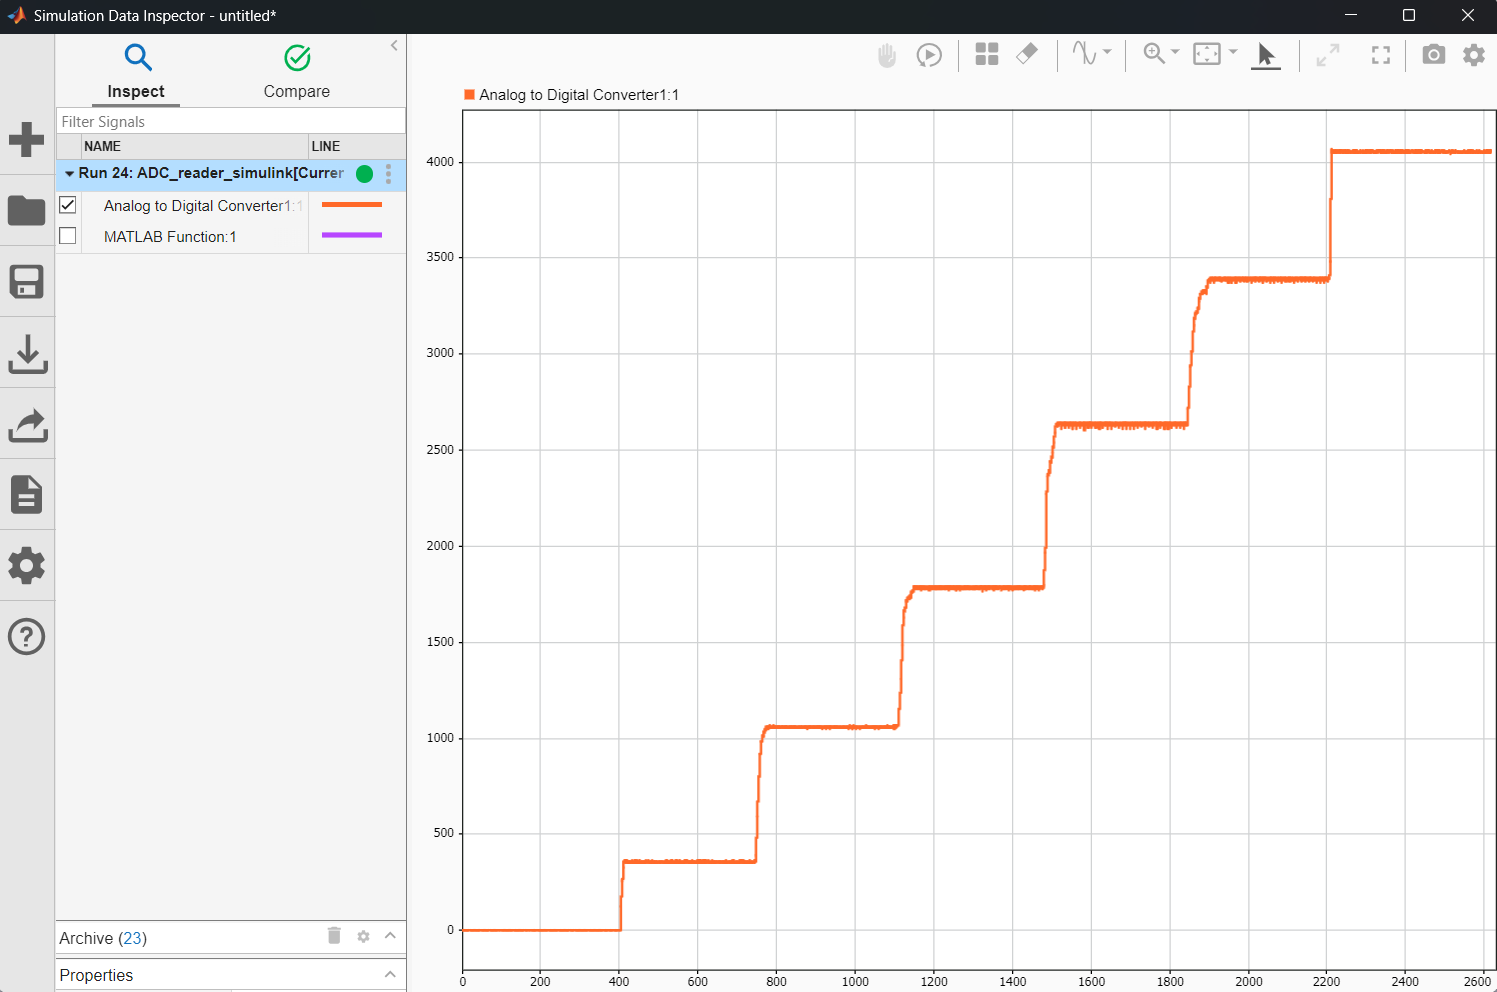 Simulation Data Inspector - untitled*
Inspect
Compare
Filter Signals
NAME
LINE
Run 24: ADC_reader_simulink[Currer
Analog to Digital Converter1:1
MATLAB Function:1
Archive (23)
Properties
Analog to Digital Converter1:1
4000
3500
3000
2500
2000
1500
1000
500
0
0 200 400 600 800 1000 1200 1400 1600 1800 2000 2200 2400 2600